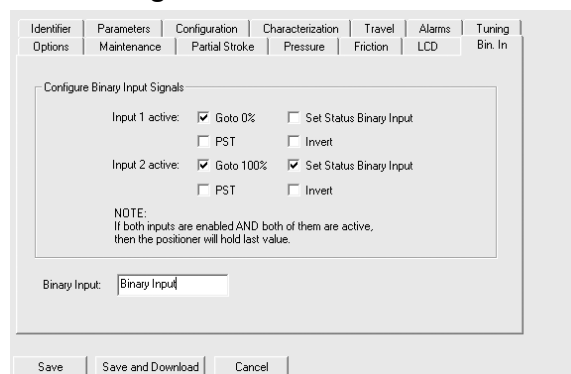 Identifier Parameters Configuration Characterization Travel Alarms Tuning
Options Maintenance Partial Stroke Pressure Friction LCD Bin. In
Configure Binary Input Signals
Input 1 active: Goto 0% Set Status Binary Input
PST Invert
Input 2 active: Goto 100% Set Status Binary Input
PST Invert
NOTE:
If both inputs are enabled AND both of them are active,
then the positioner will hold last value.
Binary Input: Binary Input
Save Save and Download Cancel